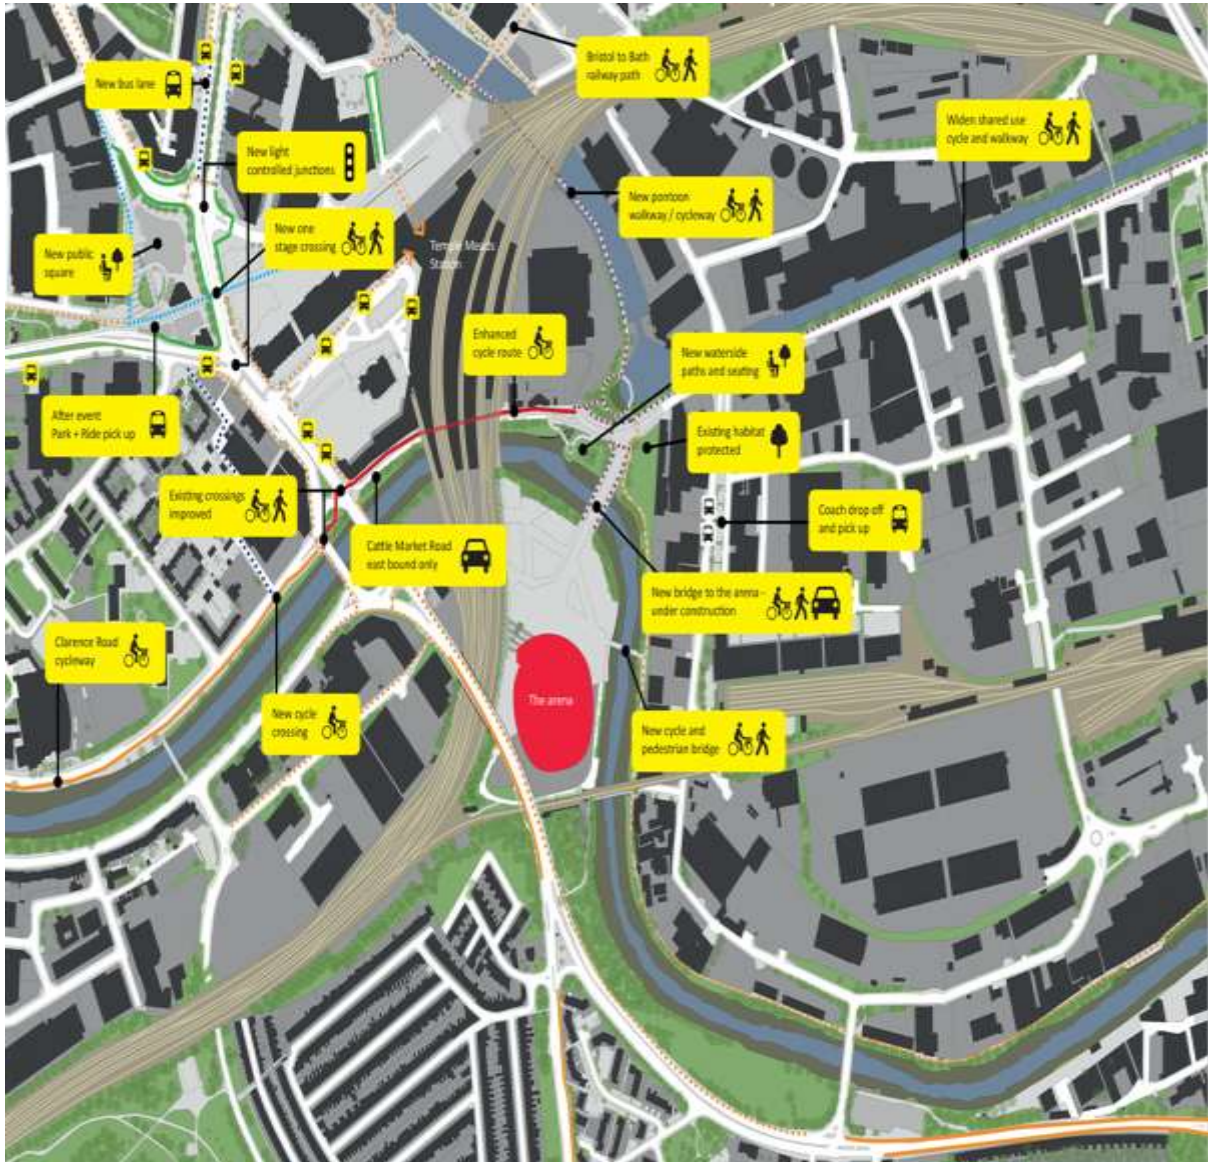 Bristol to Bath
railway path
New bus lane
Widen shared use
cycle and walkway
New light
controlled junctions
New pontoon
walkway / cycleway
New one
stage crossing
New public
square
Temple Meads
Station
Enhanced
cycle route
New waterside
paths and seating
After event
Park + Ride pick up
Existing habitat
protected
Existing crossings
improved
Coach drop off
and pick up
Cattle Market Road
east bound only
New bridge to the arena -
under construction
Clarence Road
cycleway
The arena
New cycle
crossing
New cycle and
pedestrian bridge